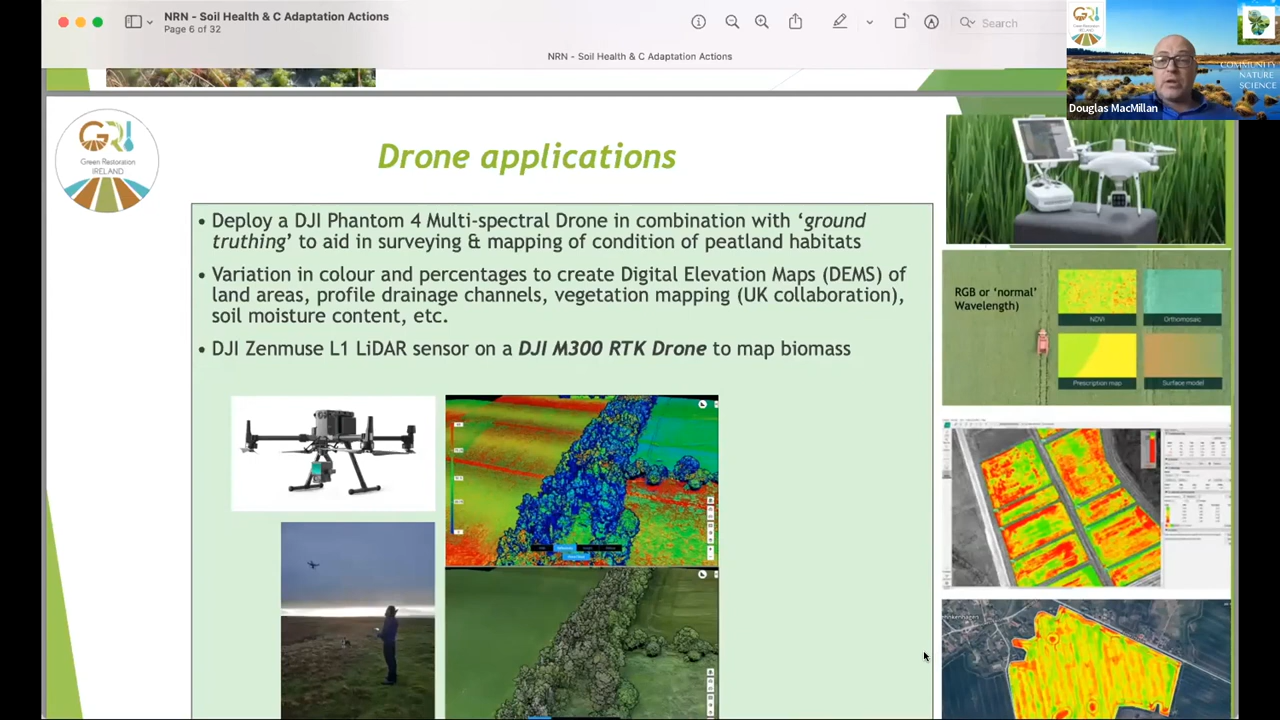 NRN - Soil Health & C Adaptation Actions
Page 6 of 32
Search
NRN - Soil Health & C Adaptation Actions
COMMUNITY
NATURE
SCIENCE
Douglas MacMillan
GRI
Green Restoration
IRELAND
Drone applications
• Deploy a DJI Phantom 4 Multi-spectral Drone in combination with ‘ground
truthing’ to aid in surveying & mapping of condition of peatland habitats
• Variation in colour and percentages to create Digital Elevation Maps (DEMS) of
land areas, profile drainage channels, vegetation mapping (UK collaboration),
soil moisture content, etc.
• DJI Zenmuse L1 LiDAR sensor on a DJI M300 RTK Drone to map biomass
RGB or ‘normal’
Wavelength)
NDVI
Orthomosaic
Prescription map
Surface model